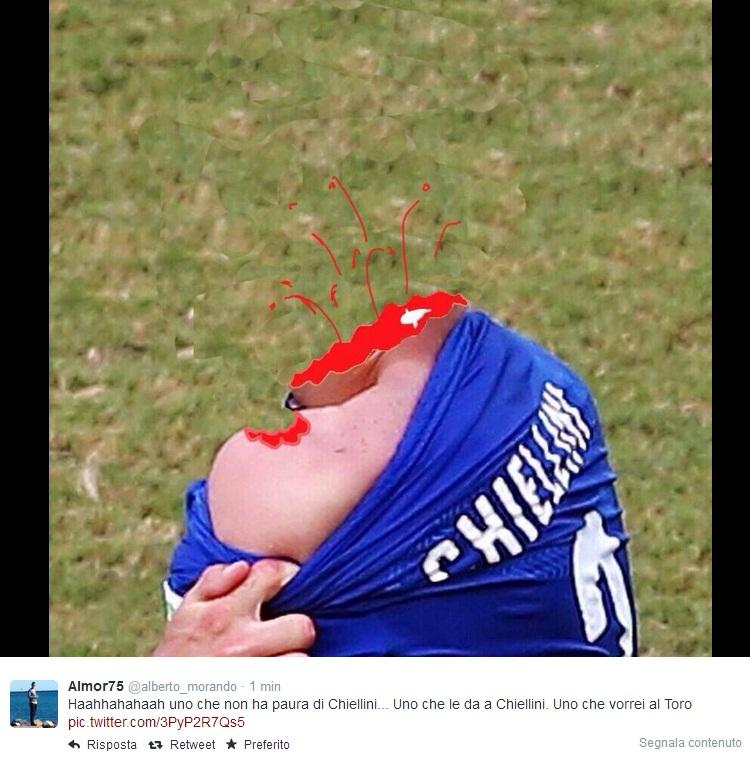 CHIELLINI
Almor75 @alberto_morando · 1 min
Haahhahahaah uno che non ha paura di Chiellini... Uno che le da a Chiellini. Uno che vorrei al Toro
pic.twitter.com/3PyP2R7Qs5
Risposta Retweet Preferito Segnala contenuto